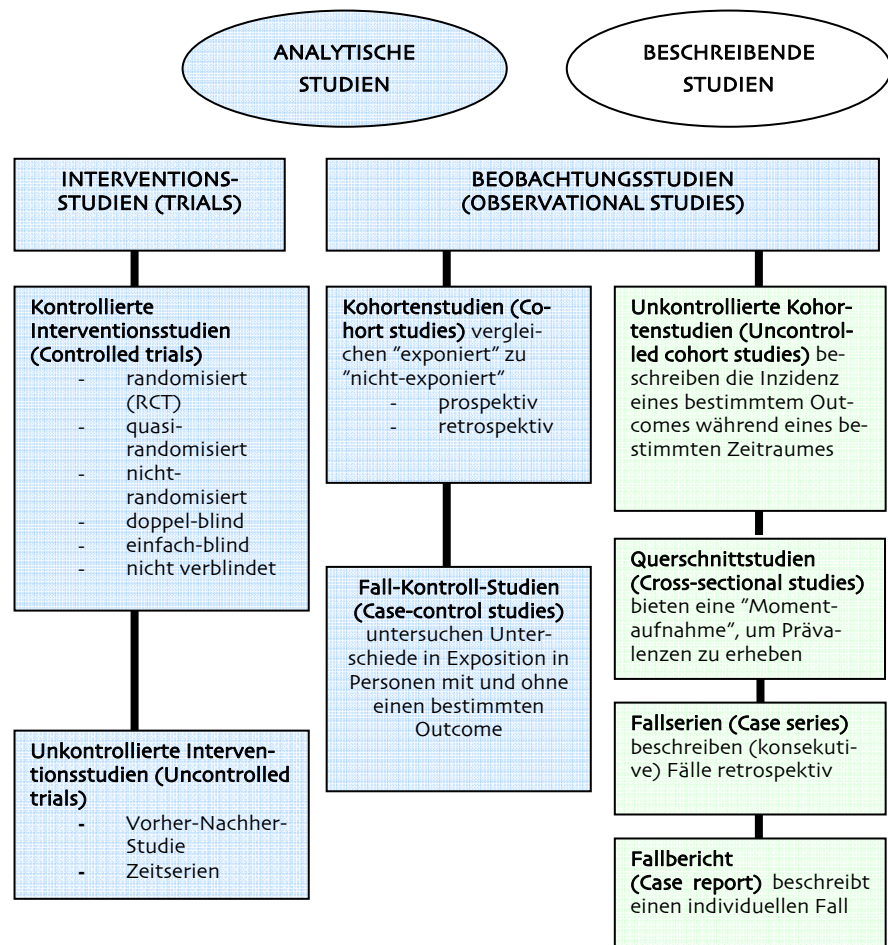 ANALYTISCHE
STUDIEN
BESCHREIBENDE
STUDIEN
INTERVENTIONS-
STUDIEN (TRIALS)
BEOBACHTUNGSSTUDIEN
(OBSERVATIONAL STUDIES)
Kontrollierte
Interventionsstudien
(Controlled trials)
- randomisiert
(RCT)
- quasi-
randomisiert
- nicht-
randomisiert
- doppel-blind
- einfach-blind
- nicht verblindet
Unkontrollierte Interven-
tionsstudien (Uncontrolled
trials)
- Vorher-Nachher-
Studie
- Zeitserien
Kohortenstudien (Co-
hort studies) verglei-
chen "exponiert" zu
"nicht-exponiert"
- prospektiv
- retrospektiv
Fall-Kontroll-Studien
(Case-control studies)
untersuchen Unter-
schiede in Exposition in
Personen mit und ohne
einen bestimmten
Outcome
Unkontrollierte Kohor-
tenstudien (Uncontrol-
led cohort studies) be-
schreiben die Inzidenz
eines bestimmtem Out-
comes während eines be-
stimmten Zeitraumes
Querschnittstudien
(Cross-sectional studies)
bieten eine "Moment-
aufnahme", um Präva-
lenzen zu erheben
Fallserien (Case series)
beschreiben (konsekuti-
ve) Fälle retrospektiv
Fallbericht
(Case report) beschreibt
einen individuellen Fall